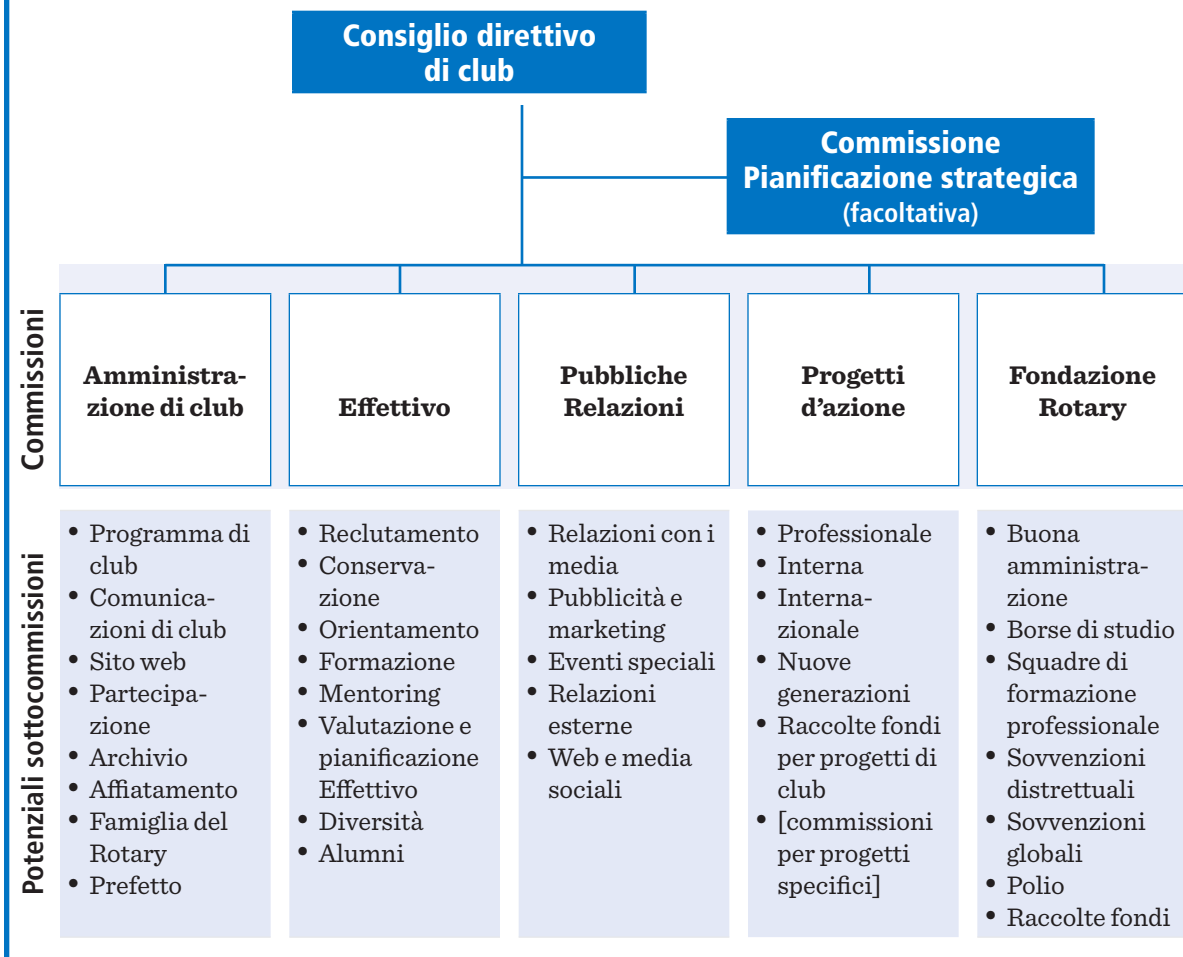 Consiglio direttivo
di club
Commissione
Pianificazione strategica
(facoltativa)
Commissioni
Amministra-
zione di club
Effettivo
Pubbliche
Relazioni
Progetti
d’azione
Fondazione
Rotary
Potenziali sottocommissioni
• Programma di
club
• Comunica-
zioni di club
• Sito web
• Partecipa-
zione
• Archivio
• Affiatamento
• Famiglia del
Rotary
• Prefetto
• Reclutamento
• Conserva-
zione
• Orientamento
• Formazione
• Mentoring
• Valutazione e
pianificazione
Effettivo
• Diversità
• Alumni
• Relazioni con i
media
• Pubblicità e
marketing
• Eventi speciali
• Relazioni
esterne
• Web e media
sociali
• Professionale
• Interna
• Interna-
zionale
• Nuove
generazioni
• Raccolte fondi
per progetti di
club
• [commissioni
per progetti
specifici]
• Buona
amministra-
zione
• Borse di studio
• Squadre di
formazione
professionale
• Sovvenzioni
distrettuali
• Sovvenzioni
globali
• Polio
• Raccolte fondi